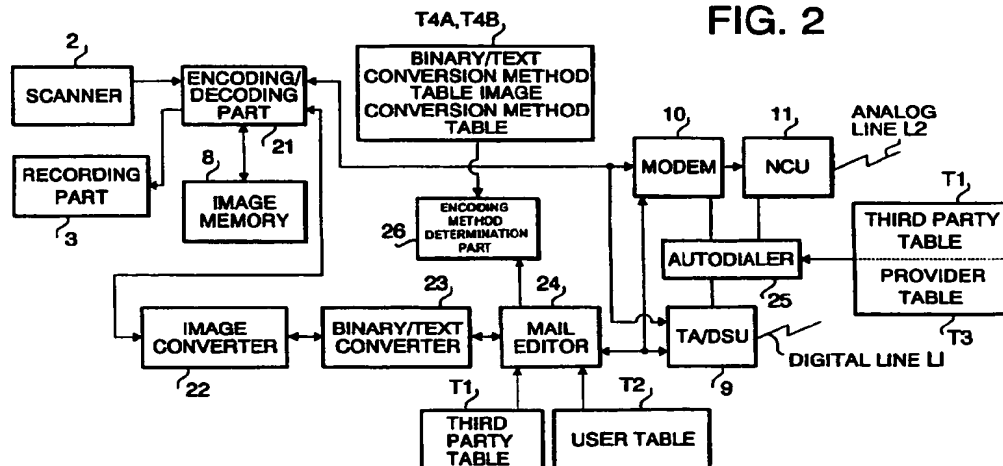 FIG. 2
T4A,T4B
BINARY/TEXT
CONVERSION METHOD
TABLE IMAGE
CONVERSION METHOD
TABLE
2
SCANNER
ENCODING/
DECODING
PART
21
RECORDING
PART
3
8
IMAGE
MEMORY
26
ENCODING
METHOD
DETERMINATION
PART
10
MODEM
11
NCU
ANALOG
LINE L2
T1
THIRD PARTY
TABLE
PROVIDER
TABLE
T3
AUTODIALER
25
IMAGE
CONVERTER
22
23
BINARY/TEXT
CONVERTER
24
MAIL
EDITOR
TA/DSU
9
DIGITAL LINE L1
T1
THIRD
PARTY
TABLE
T2
USER TABLE